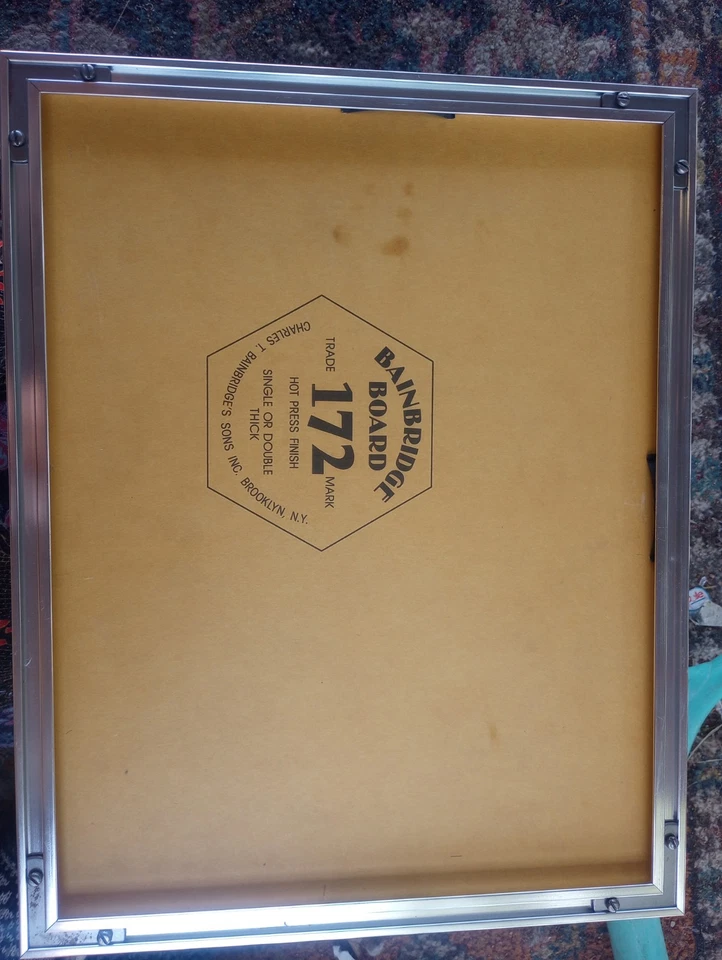 BAINBRIDGE
BOARD
TRADE 172 MARK
HOT PRESS FINISH
SINGLE OR DOUBLE
THICK
CHARLES T. BAINBRIDGE'S SONS INC. BROOKLYN, N.Y.